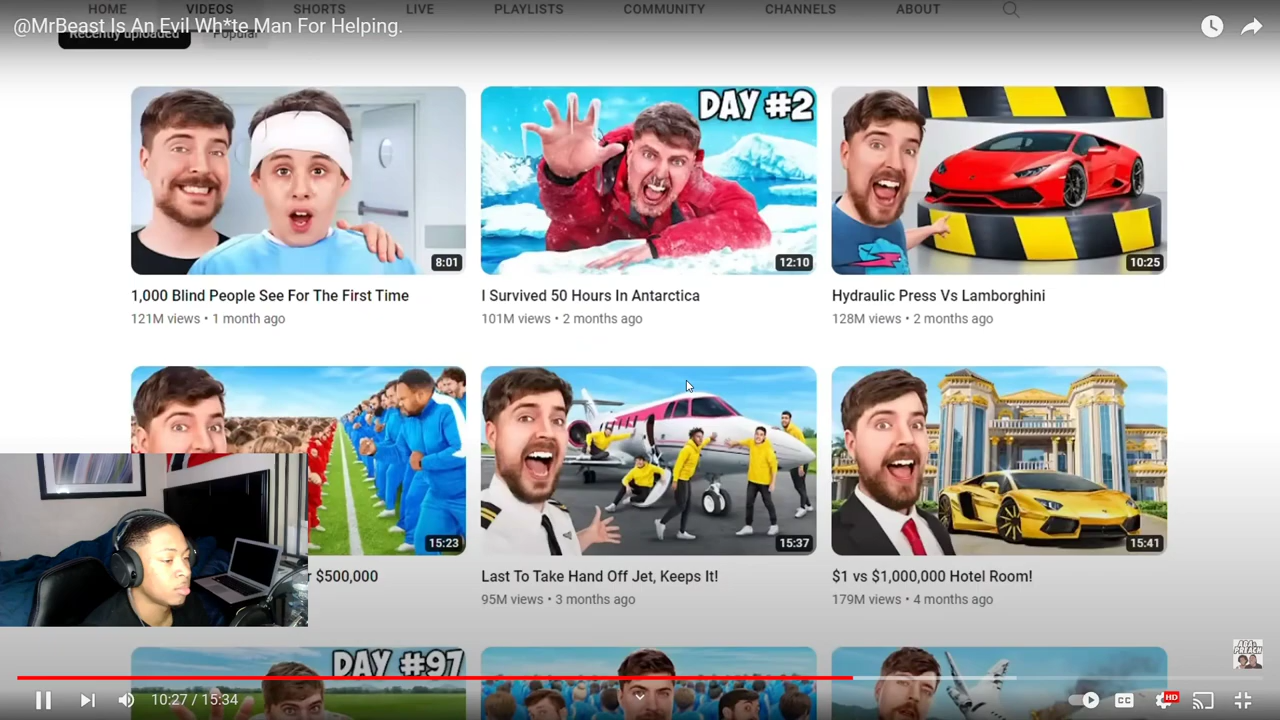 HOME VIDEOS SHORTS LIVE PLAYLISTS COMMUNITY CHANNELS ABOUT
@MrBeast Is An Evil Wh*te Man For Helping.
Recently uploaded Popular
DAY #2
8:01 12:10 10:25
1,000 Blind People See For The First Time I Survived 50 Hours In Antarctica Hydraulic Press Vs Lamborghini
121M views • 1 month ago 101M views • 2 months ago 128M views • 2 months ago
15:23 15:37 15:41
r $500,000 Last To Take Hand Off Jet, Keeps It! $1 vs $1,000,000 Hotel Room!
95M views • 3 months ago 179M views • 4 months ago
DAY #97
ABA & PREACH
10:27 / 15:34 CC HD